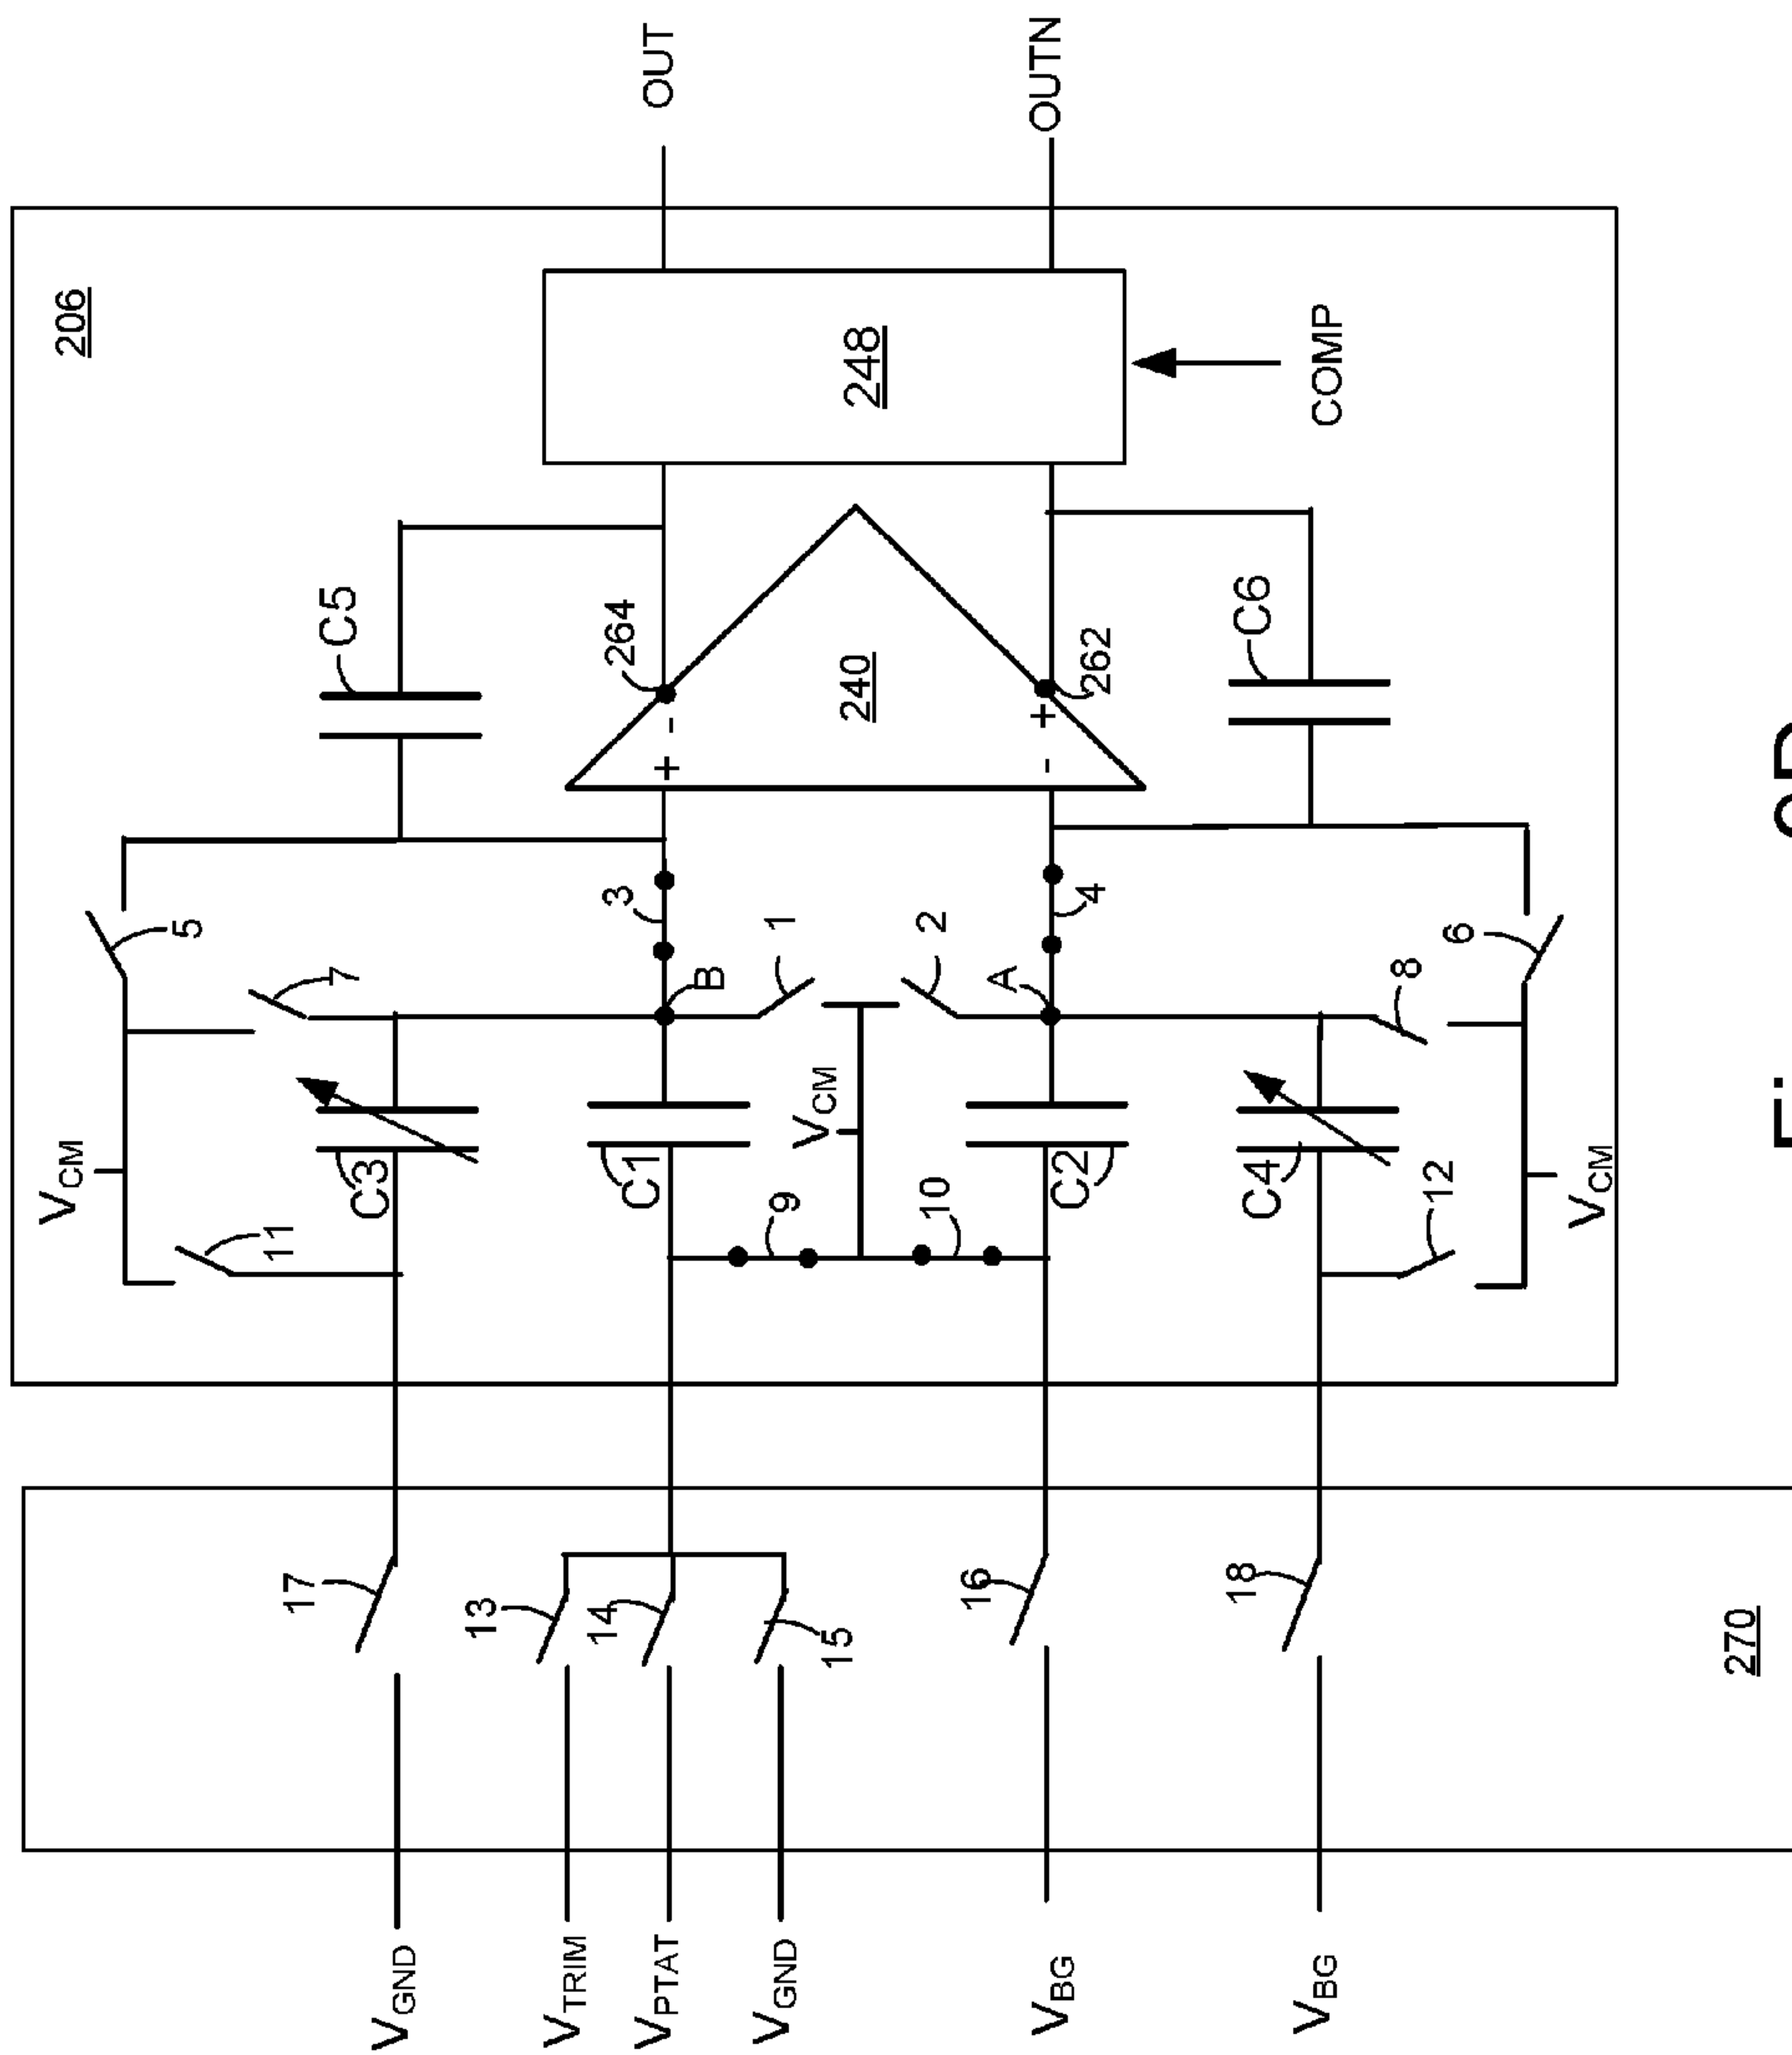 206
OUT
OUTN
248
COMP
C5
C6
264
262
240
+
-
-
+
3
4
5
6
7
8
1
2
B
A
VCM
VCM
VCM
C3
C1
C2
C4
11
9
10
12
17
13
14
15
16
18
270
VGND
VTRIM
VPTAT
VGND
VBG
VBG